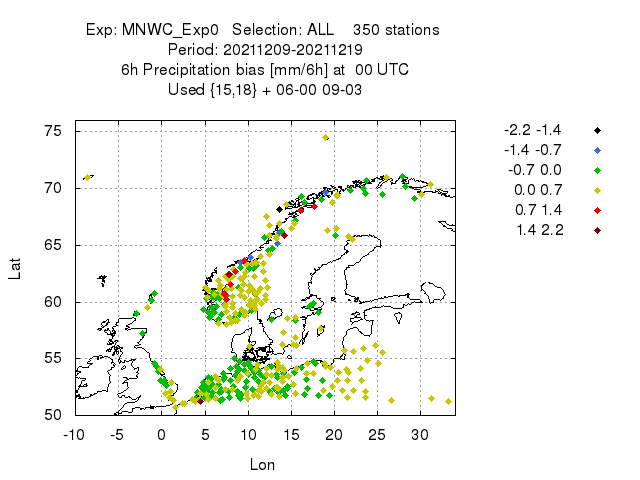 Exp: MNWC_Exp0 Selection: ALL 350 stations
Period: 20211209-20211219
6h Precipitation bias [mm/6h] at 00 UTC
Used {15,18} + 06-00 09-03
-2.2 -1.4
-1.4 -0.7
-0.7 0.0
0.0 0.7
0.7 1.4
1.4 2.2
75
70
65
60
55
50
Lat
-10 -5 0 5 10 15 20 25 30
Lon